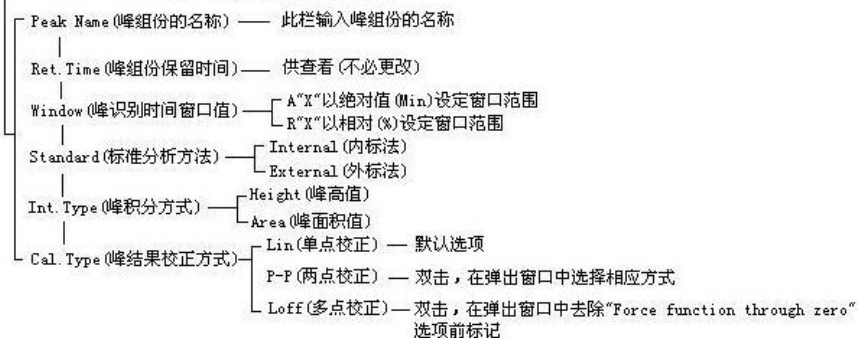 Peak Name(峰组份的名称) 此栏输入峰组份的名称
Ret.Time(峰组份保留时间) 供查看(不必更改)
Window(峰识别时间窗口值)
A"X"以绝对值(Min)设定窗口范围
R"X"以相对(%)设定窗口范围
Standard(标准分析方法)
Internal(内标法)
External(外标法)
Int.Type(峰积分方式)
Height(峰高值)
Area(峰面积值)
Cal.Type(峰结果校正方式)
Lin(单点校正) 默认选项
P-P(两点校正) 双击，在弹出窗口中选择相应方式
Loff(多点校正) 双击，在弹出窗口中去除"Force function through zero"
选项前标记